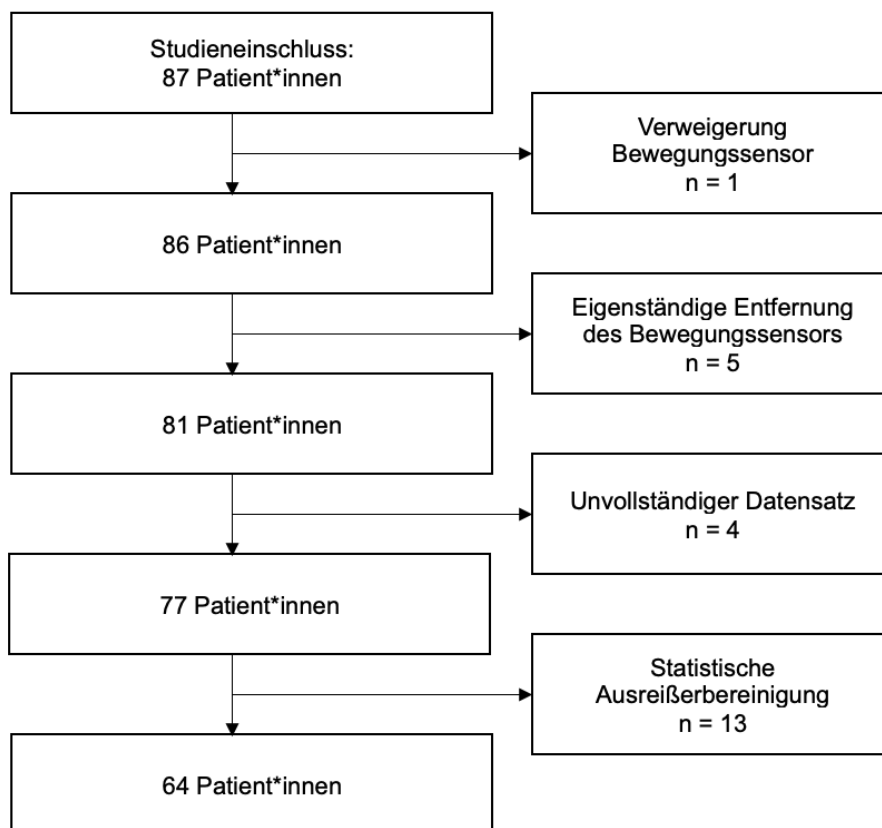 Studieneinschluss:
87 Patient*innen
Verweigerung
Bewegungssensor
n = 1
86 Patient*innen
Eigenständige Entfernung
des Bewegungssensors
n = 5
81 Patient*innen
Unvollständiger Datensatz
n = 4
77 Patient*innen
Statistische
Ausreißerbereinigung
n = 13
64 Patient*innen